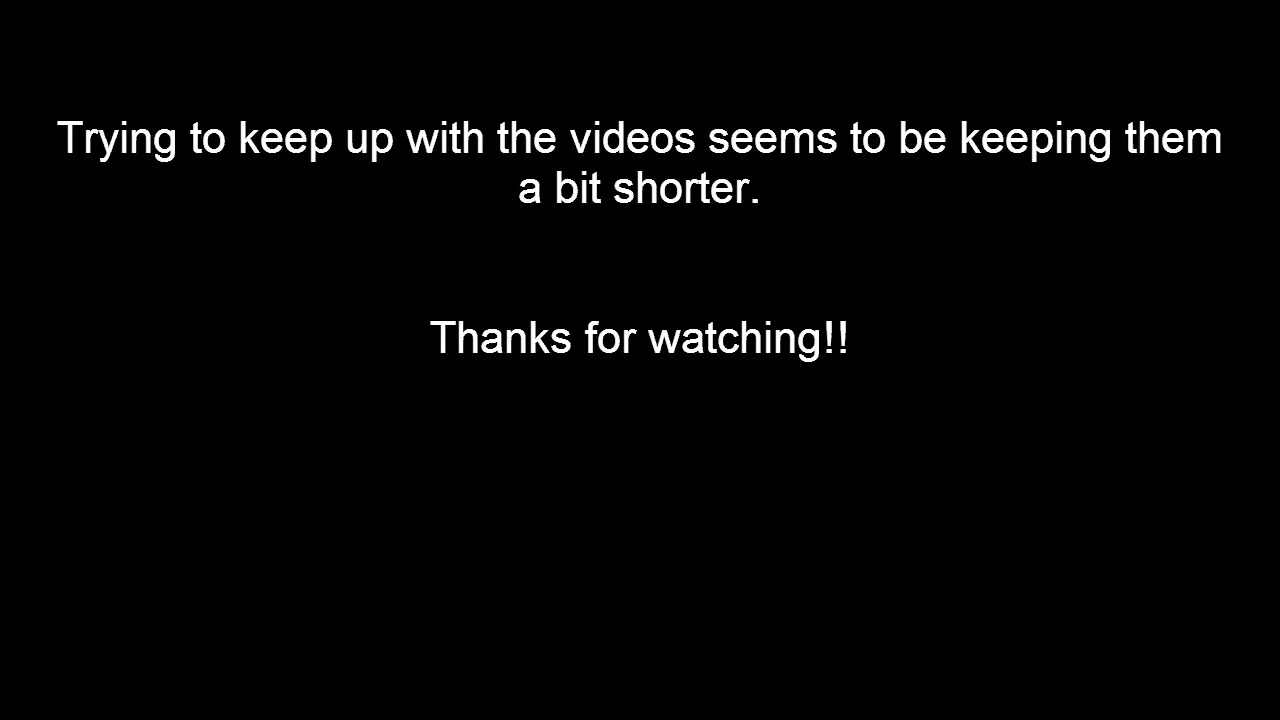 Trying to keep up with the videos seems to be keeping them
a bit shorter.
Thanks for watching!!